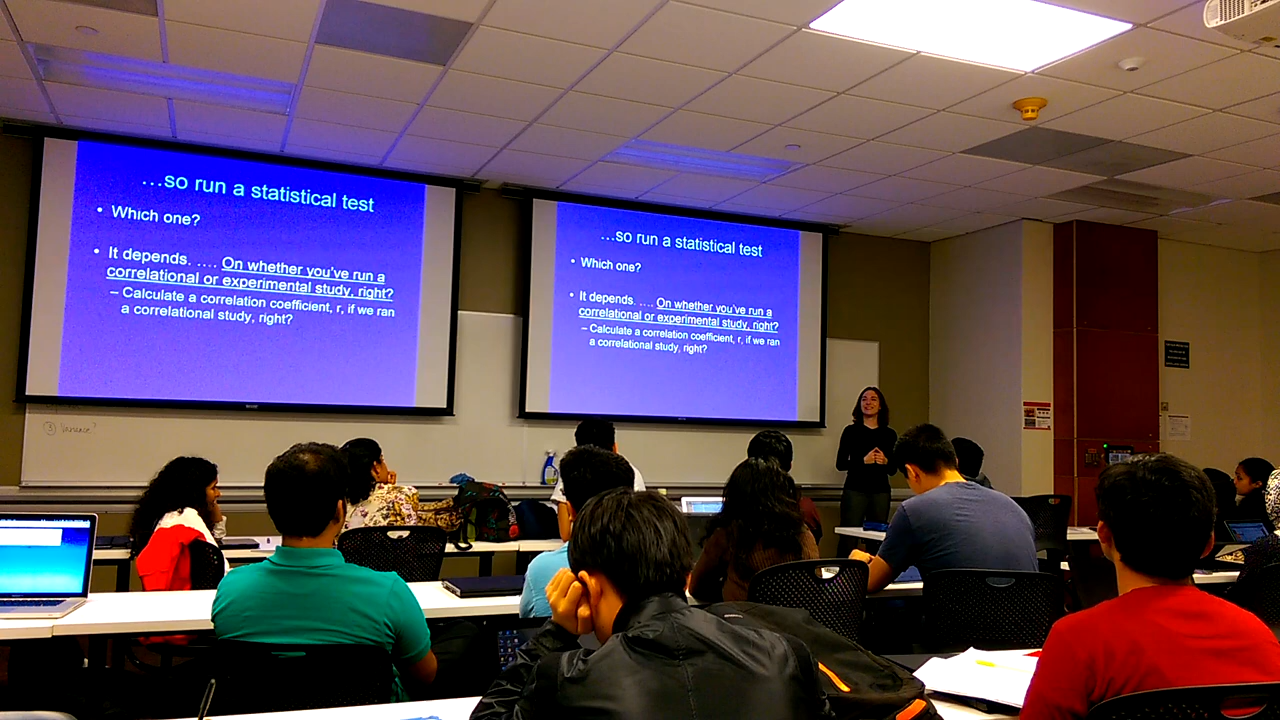 …so run a statistical test
• Which one?
• It depends. …. On whether you've run a
correlational or experimental study, right?
– Calculate a correlation coefficient, r, if we ran
a correlational study, right?
…so run a statistical test
• Which one?
• It depends. …. On whether you've run a
correlational or experimental study, right?
– Calculate a correlation coefficient, r, if we ran
a correlational study, right?
③ Variance?